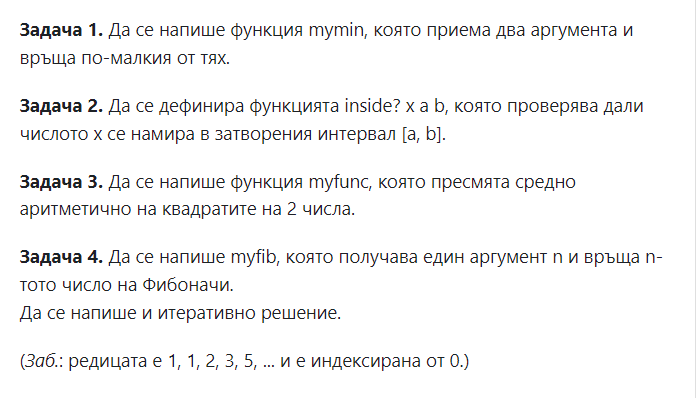 Задача 1. Да се напише функция mymin, която приема два аргумента и
връща по-малкия от тях.
Задача 2. Да се дефинира функцията inside? x a b, която проверява дали
числото x се намира в затворения интервал [a, b].
Задача 3. Да се напише функция myfunc, която пресмята средно
аритметично на квадратите на 2 числа.
Задача 4. Да се напише myfib, която получава един аргумент n и връща n-
тото число на Фибоначи.
Да се напише и итеративно решение.
(Заб.: редицата е 1, 1, 2, 3, 5, ... и е индексирана от 0.)